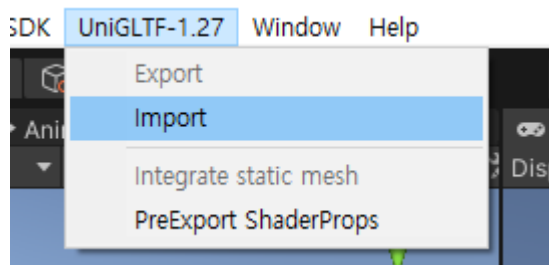 SDK UniGLTF-1.27 Window Help
Export
Import
Integrate static mesh
PreExport ShaderProps
Ani
Dis